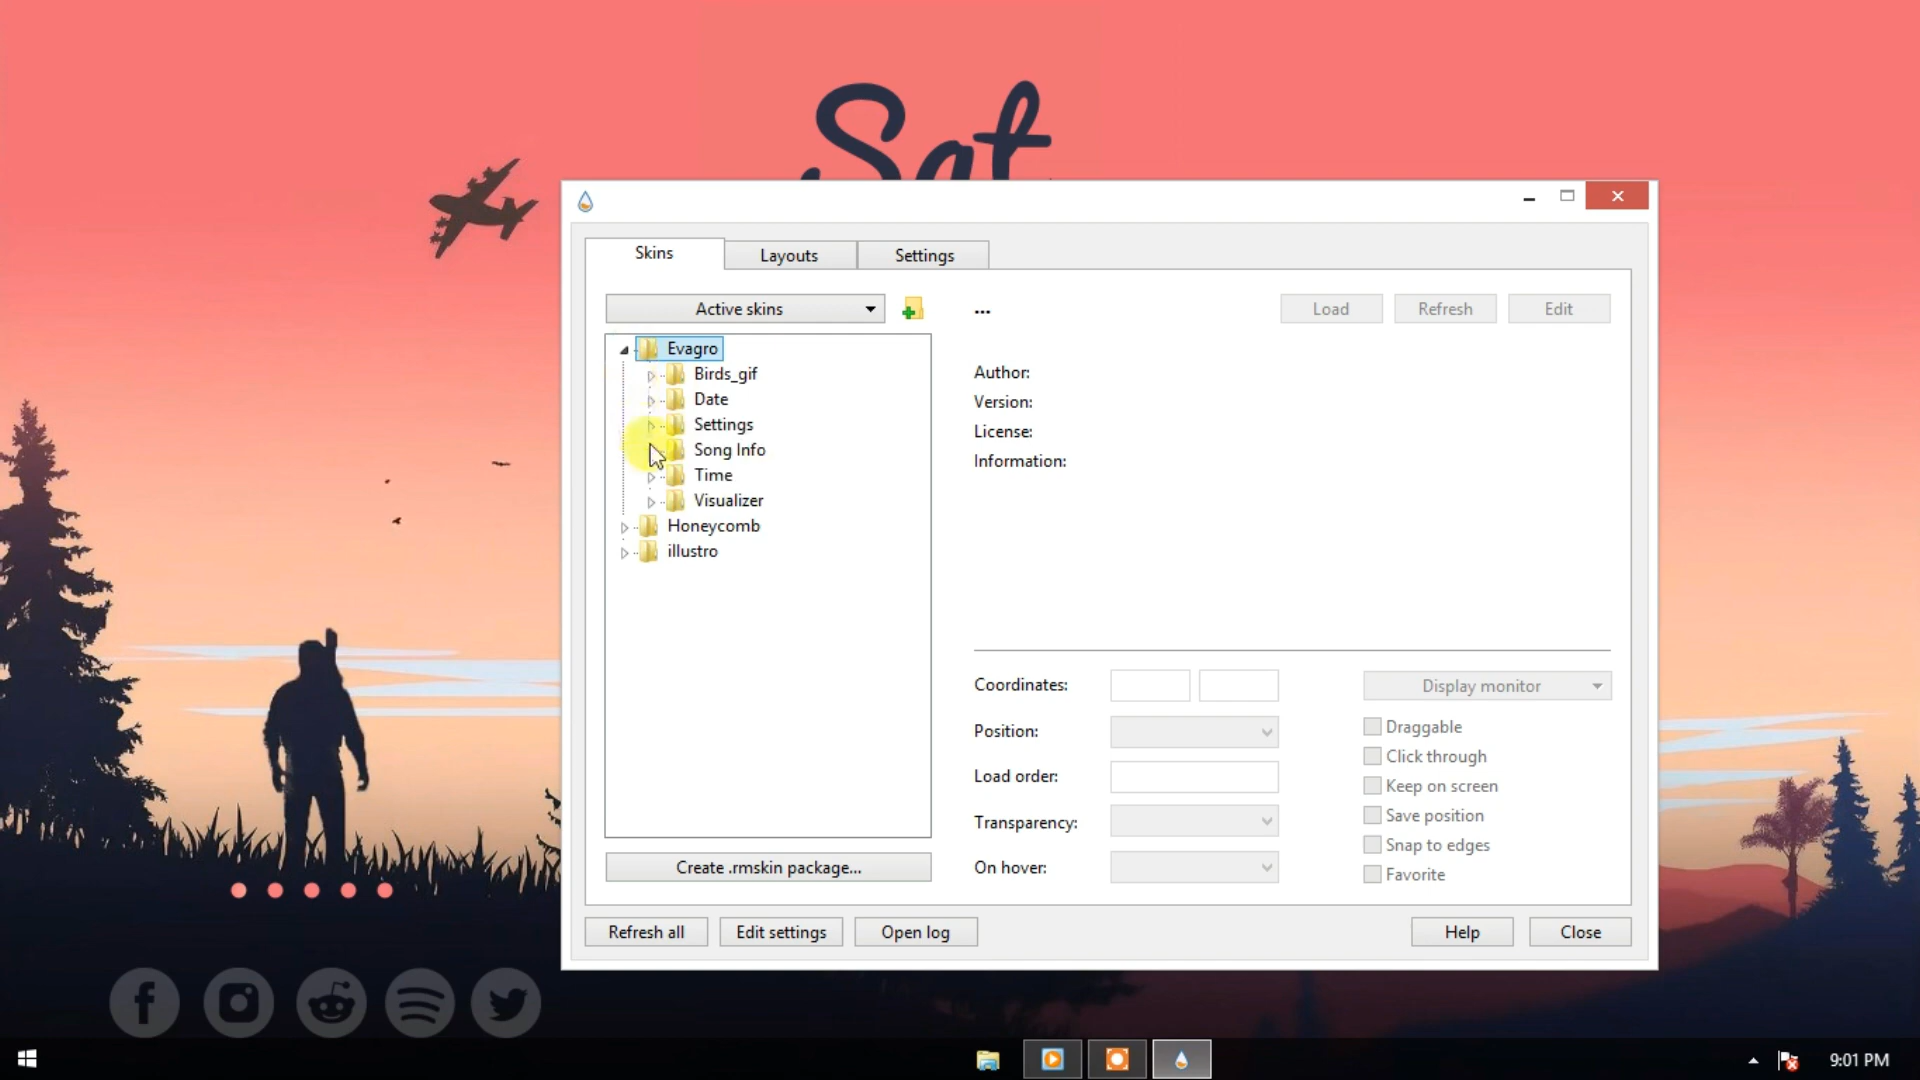 Sat
Skins
Layouts
Settings
Active skins
...
Load
Refresh
Edit
Evagro
Birds_gif
Date
Settings
Song Info
Time
Visualizer
Honeycomb
illustro
Author:
Version:
License:
Information:
Coordinates:
Display monitor
Position:
Draggable
Click through
Load order:
Keep on screen
Transparency:
Save position
Snap to edges
On hover:
Favorite
Create .rmskin package...
Refresh all
Edit settings
Open log
Help
Close
9:01 PM